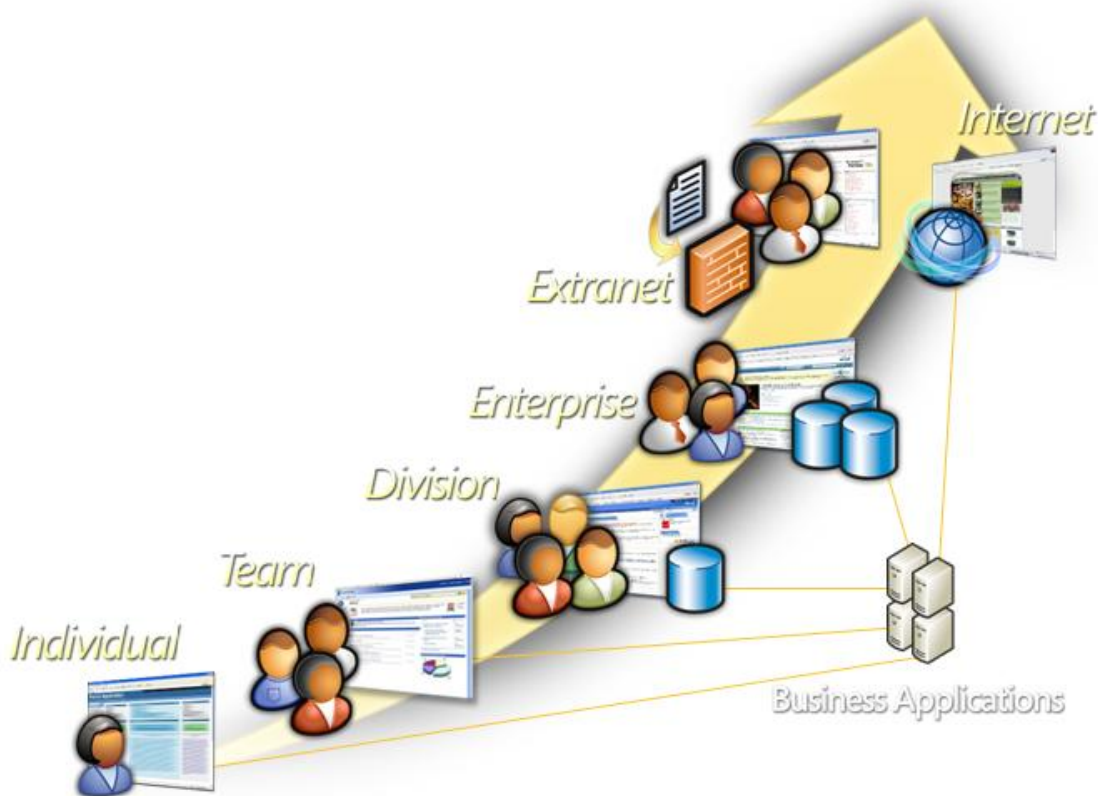 Internet
Extranet
Enterprise
Division
Team
Individual
Business Applications